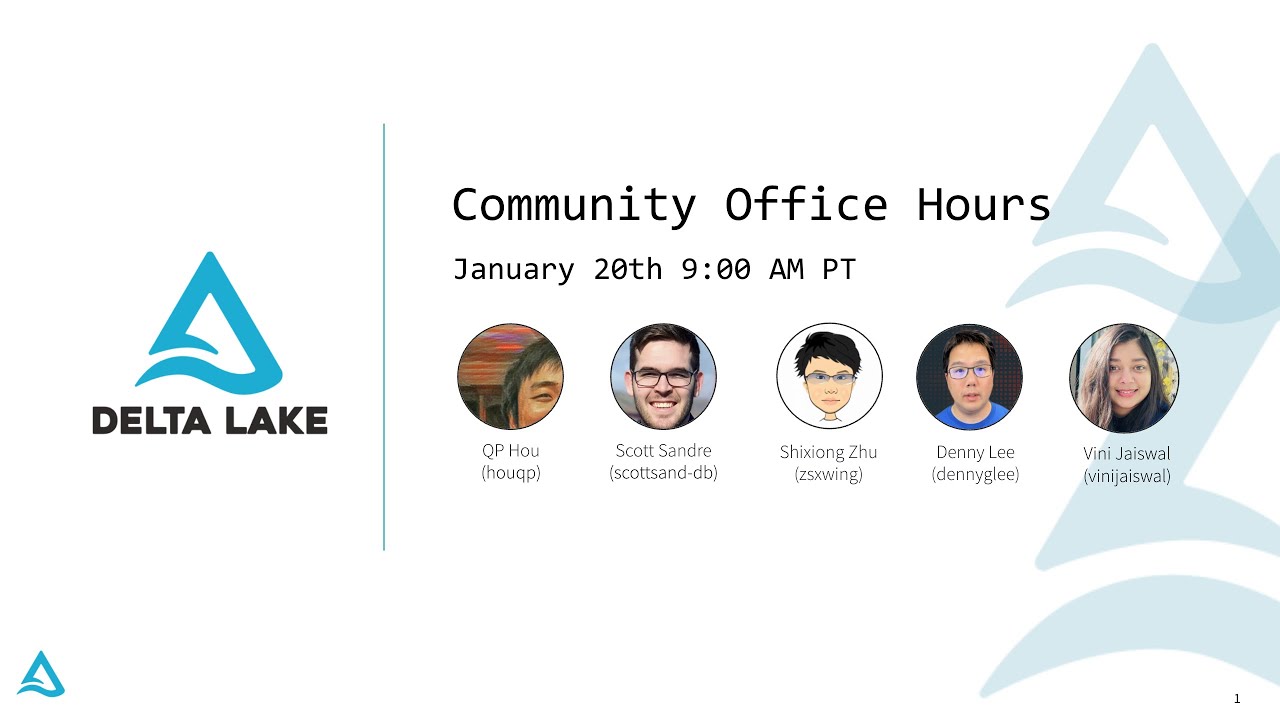 Community Office Hours
January 20th 9:00 AM PT
DELTA LAKE
QP Hou
(houqp)
Scott Sandre
(scottsand-db)
Shixiong Zhu
(zsxwing)
Denny Lee
(dennyglee)
Vini Jaiswal
(vinijaiswal)
1